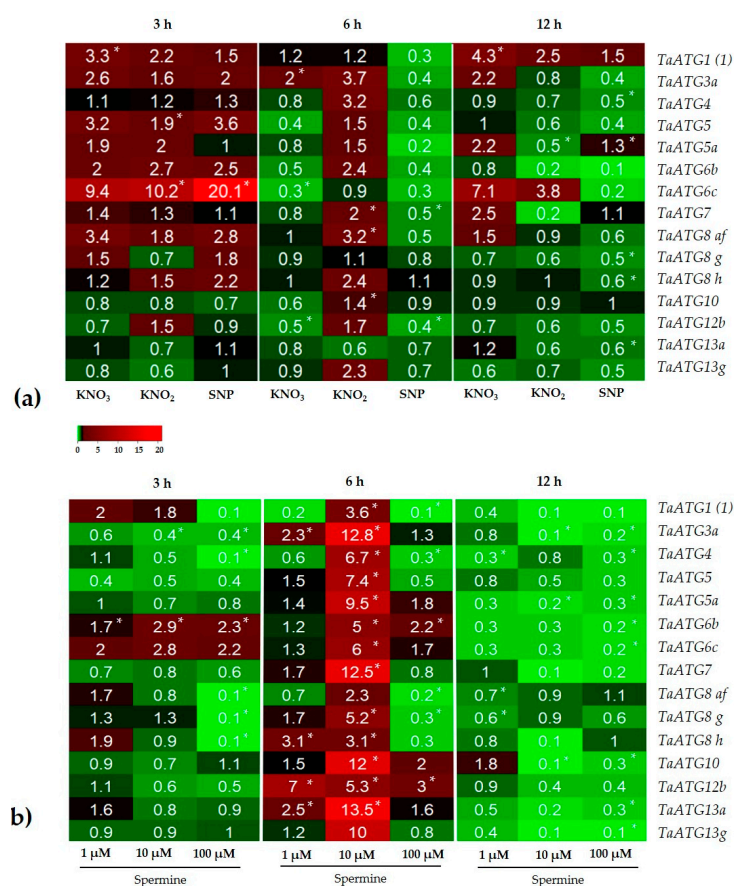 3 h 6 h 12 h
3.3* 2.2 1.5 1.2 1.2 0.3 4.3* 2.5 1.5 TaATG1 (1)
2.6 1.6 2 2* 3.7 0.4 2.2 0.8 0.4 TaATG3a
1.1 1.2 1.3 0.8 3.2 0.6 0.9 0.7 0.5* TaATG4
3.2 1.9* 3.6 0.4 1.5 0.4 1 0.6 0.4 TaATG5
1.9 2 1 0.8 1.5 0.2 2.2 0.5* 1.3* TaATG5a
2 2.7 2.5 0.5 2.4 0.4 0.8 0.2 0.1 TaATG6b
9.4 10.2* 20.1* 0.3* 0.9 0.3 7.1 3.8 0.2 TaATG6c
1.4 1.3 1.1 0.8 2* 0.5* 2.5 0.2 1.1 TaATG7
3.4 1.8 2.8 1 3.2* 0.5 1.5 0.9 0.6 TaATG8 af
1.5 0.7 1.8 0.9 1.1 0.8 0.7 0.6 0.5* TaATG8 g
1.2 1.5 2.2 1 2.4 1.1 0.9 1 0.6* TaATG8 h
0.8 0.8 0.7 0.6 1.4* 0.9 0.9 0.9 1 TaATG10
0.7 1.5 0.9 0.5* 1.7 0.4* 0.7 0.6 0.5 TaATG12b
1 0.7 1.1 0.8 0.6 0.7 1.2 0.6 0.6* TaATG13a
0.8 0.6 1 0.9 2.3 0.7 0.6 0.7 0.5 TaATG13g
(a) KNO₃ KNO₂ SNP KNO₃ KNO₂ SNP KNO₃ KNO₂ SNP
0 5 10 15 20
3 h 6 h 12 h
2 1.8 0.1 0.2 3.6* 0.1* 0.4 0.1 0.1 TaATG1 (1)
0.6 0.4* 0.4* 2.3* 12.8* 1.3 0.8 0.1* 0.2* TaATG3a
1.1 0.5 0.1* 0.6 6.7* 0.3* 0.3* 0.8 0.3* TaATG4
0.4 0.5 0.4 1.5 7.4* 0.5 0.8 0.5 0.3 TaATG5
1 0.7 0.8 1.4 9.5* 1.8 0.3 0.2* 0.3* TaATG5a
1.7* 2.9* 2.3* 1.2 5* 2.2* 0.3 0.3 0.2* TaATG6b
2 2.8 2.2 1.3 6* 1.7 0.3 0.3 0.2* TaATG6c
0.7 0.8 0.6 1.7 12.5* 0.8 1 0.1 0.2 TaATG7
1.7 0.8 0.1* 0.7 2.3 0.2* 0.7* 0.9 1.1 TaATG8 af
1.3 1.3 0.1* 1.7 5.2* 0.3* 0.6* 0.9 0.6 TaATG8 g
1.9 0.9 0.1* 3.1* 3.1* 0.3 0.8 0.1 1 TaATG8 h
0.9 0.7 1.1 1.5 12* 2 1.8 0.1* 0.3* TaATG10
1.1 0.6 0.5 7* 5.3* 3* 0.9 0.4 0.4 TaATG12b
1.6 0.8 0.9 2.5* 13.5* 1.6 0.5 0.2 0.3* TaATG13a
b) 0.9 0.9 1 1.2 10 0.8 0.4 0.1 0.1* TaATG13g
1 µM 10 µM 100 µM 1 µM 10 µM 100 µM 1 µM 10 µM 100 µM
Spermine Spermine Spermine